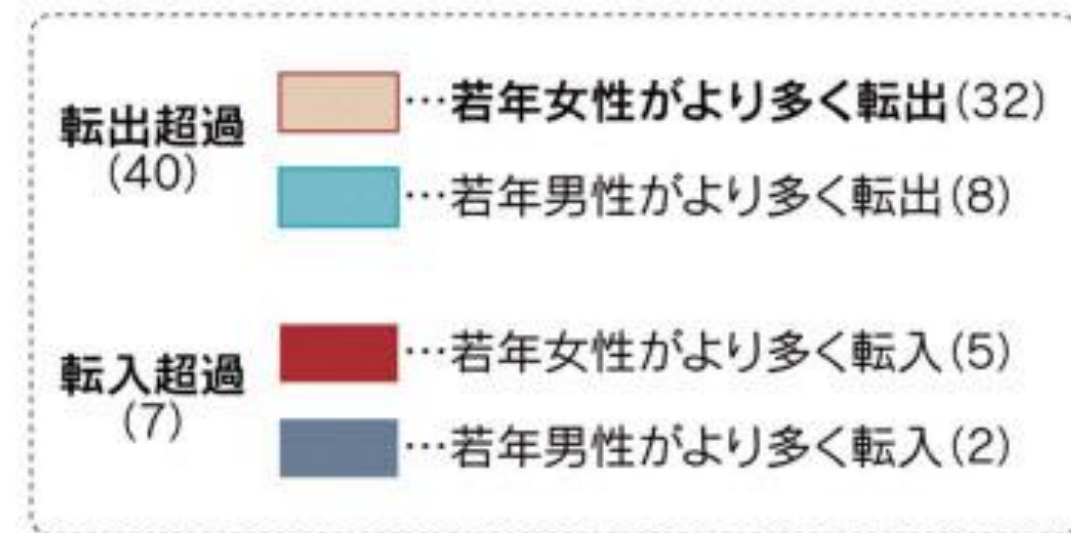 転出超過
(40)
…若年女性がより多く転出(32)
…若年男性がより多く転出(8)
転入超過
(7)
…若年女性がより多く転入(5)
…若年男性がより多く転入(2)